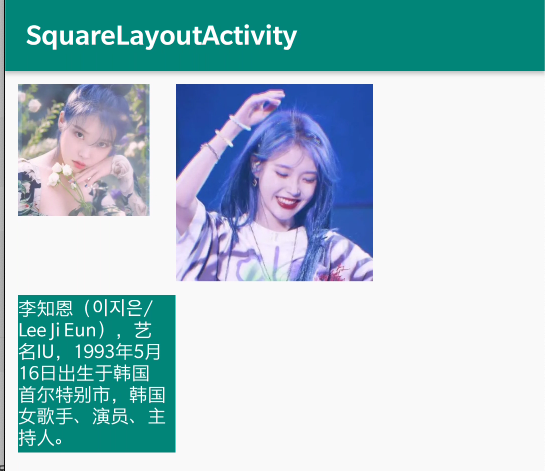 SquareLayoutActivity
李知恩（이지은/
Lee Ji Eun），艺
名IU，1993年5月
16日出生于韩国
首尔特别市，韩国
女歌手、演员、主
持人。